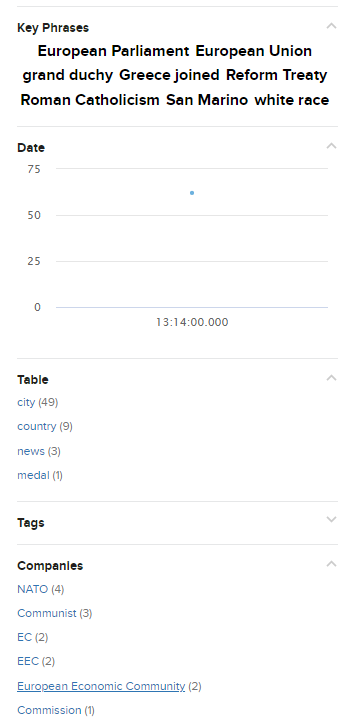 Key Phrases
European Parliament European Union
grand duchy Greece joined Reform Treaty
Roman Catholicism San Marino white race
Date
75
50
25
0
13:14:00.000
Table
city (49)
country (9)
news (3)
medal (1)
Tags
Companies
NATO (4)
Communist (3)
EC (2)
EEC (2)
European Economic Community (2)
Commission (1)